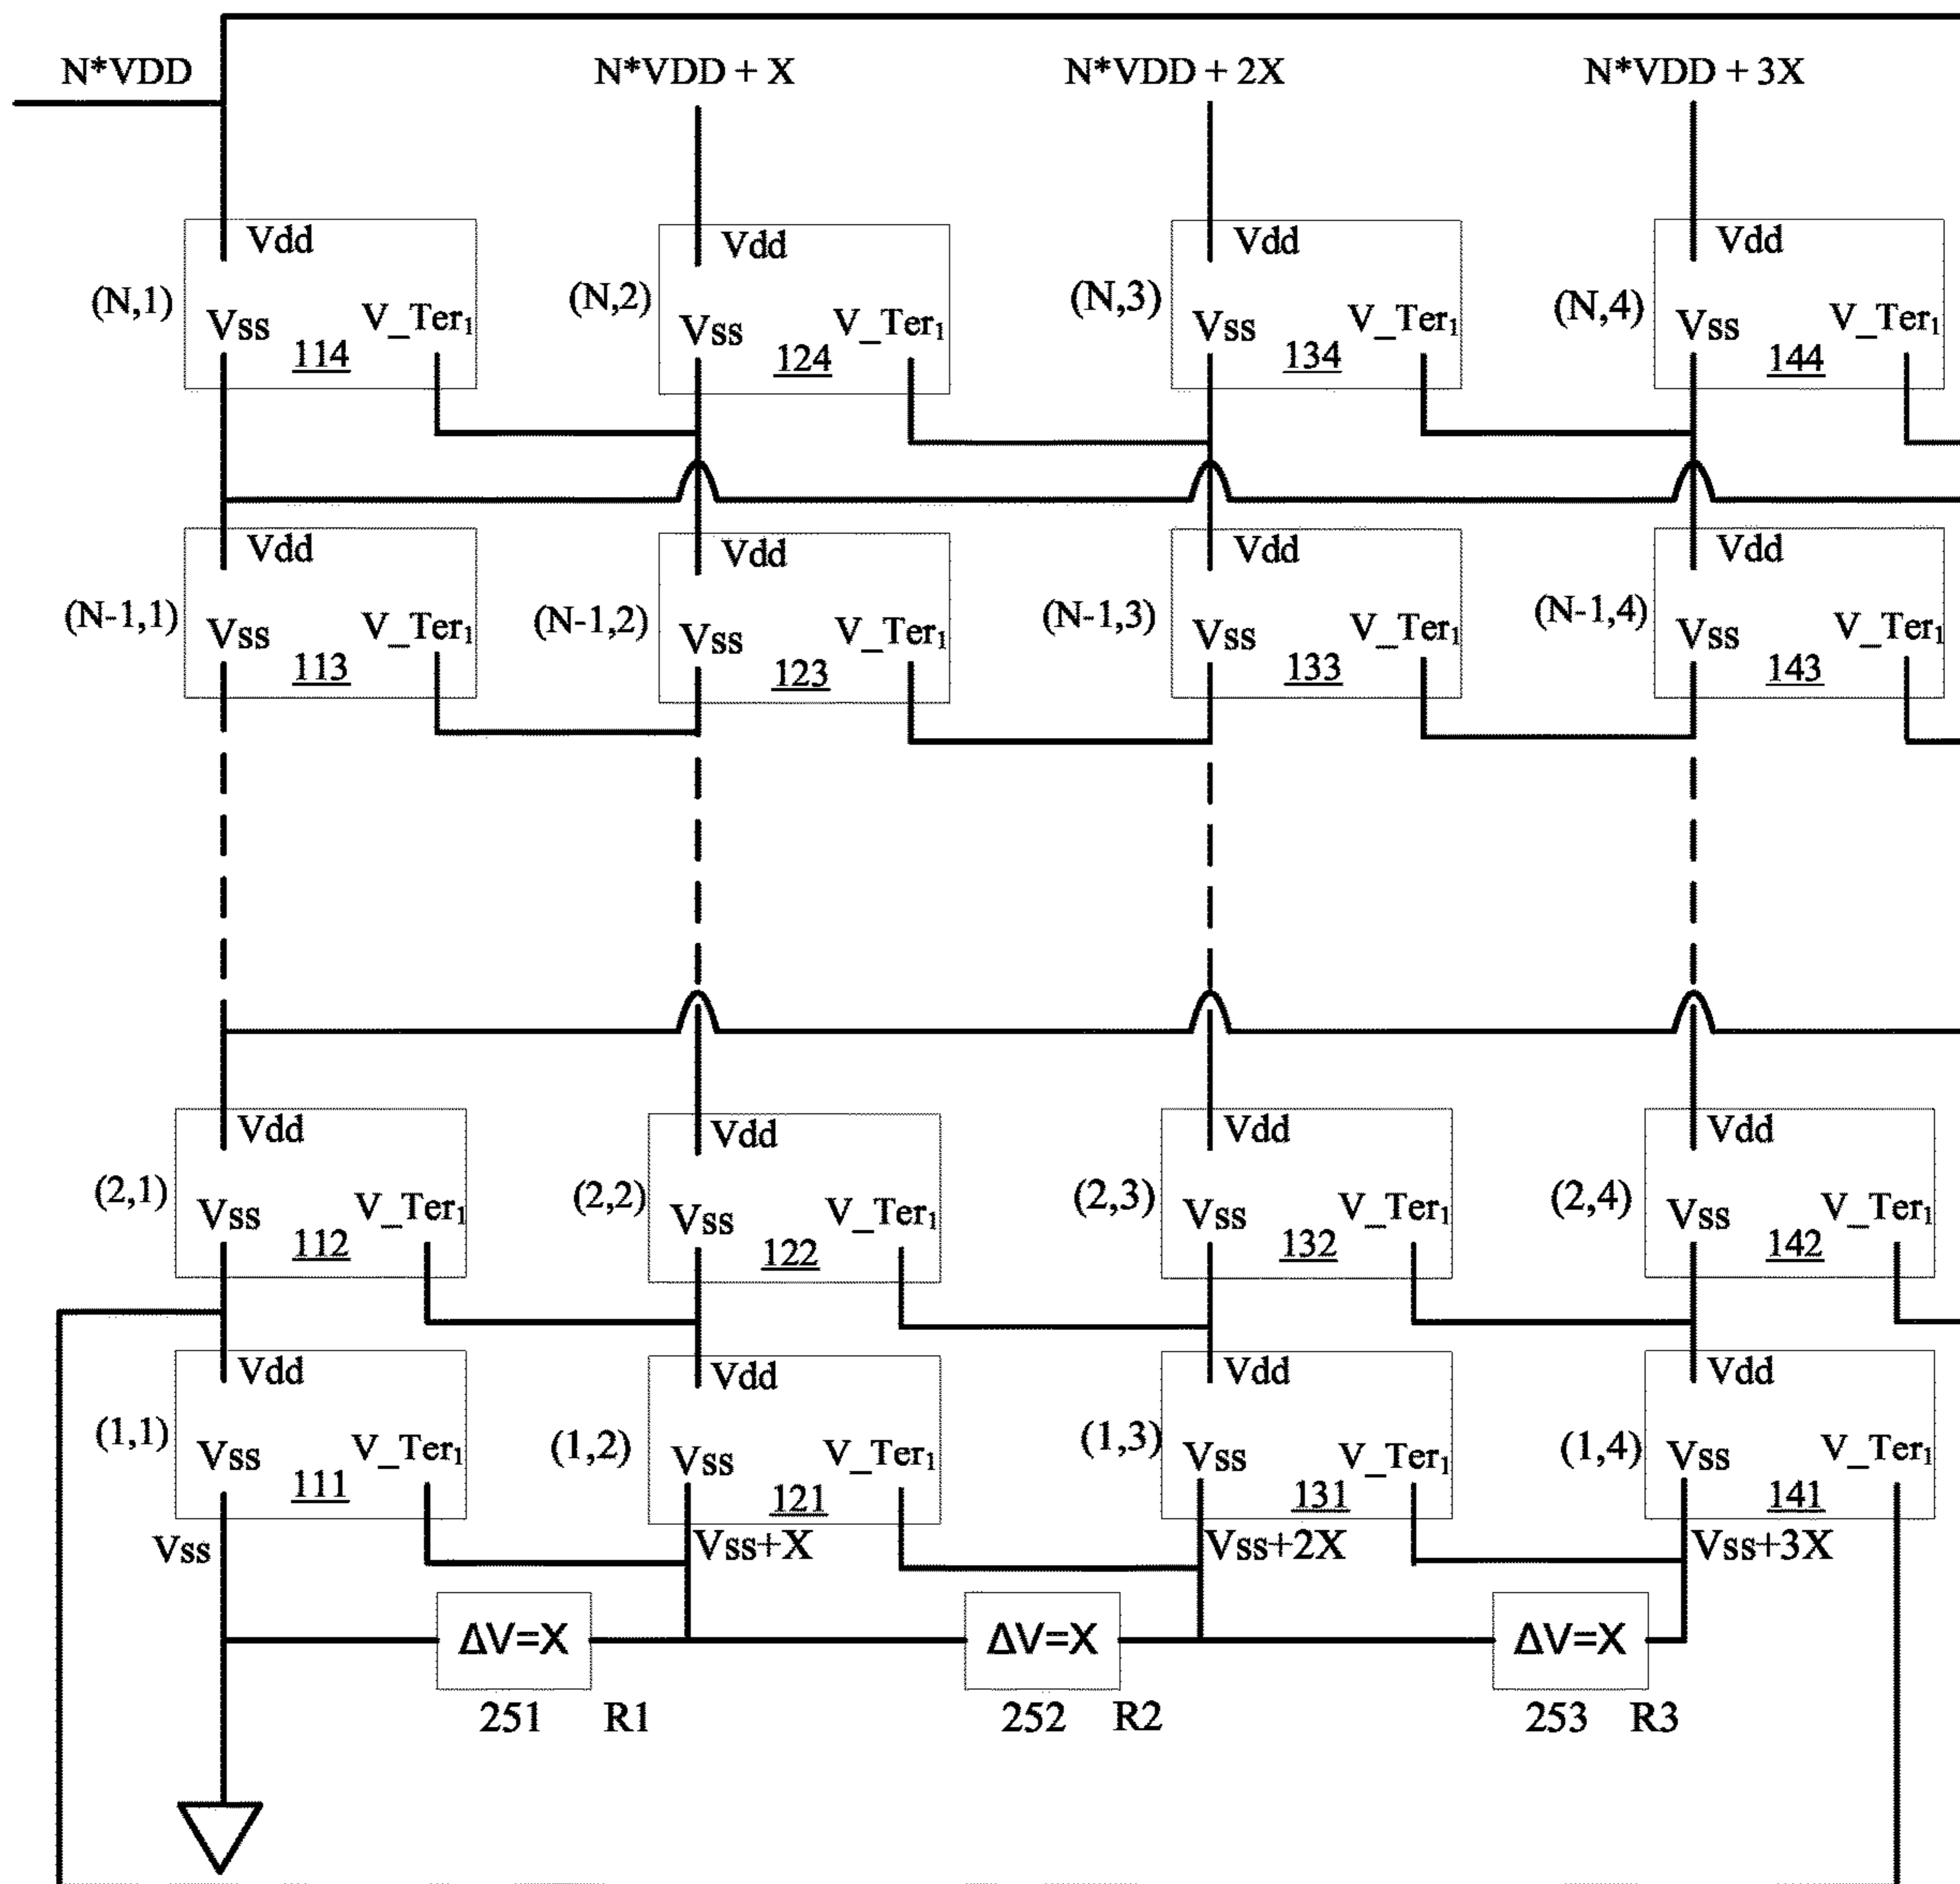 N*VDD
N*VDD + X
N*VDD + 2X
N*VDD + 3X
Vdd
Vdd
Vdd
Vdd
(N,1)
Vss
V_Ter1
114
(N,2)
Vss
V_Ter1
124
(N,3)
Vss
V_Ter1
134
(N,4)
Vss
V_Ter1
144
Vdd
Vdd
Vdd
Vdd
(N-1,1)
Vss
V_Ter1
113
(N-1,2)
Vss
V_Ter1
123
(N-1,3)
Vss
V_Ter1
133
(N-1,4)
Vss
V_Ter1
143
Vdd
Vdd
Vdd
Vdd
(2,1)
Vss
V_Ter1
112
(2,2)
Vss
V_Ter1
122
(2,3)
Vss
V_Ter1
132
(2,4)
Vss
V_Ter1
142
Vdd
Vdd
Vdd
Vdd
(1,1)
Vss
V_Ter1
111
(1,2)
Vss
V_Ter1
121
(1,3)
Vss
V_Ter1
131
(1,4)
Vss
V_Ter1
141
Vss
Vss+X
Vss+2X
Vss+3X
ΔV=X
ΔV=X
ΔV=X
251 R1
252 R2
253 R3